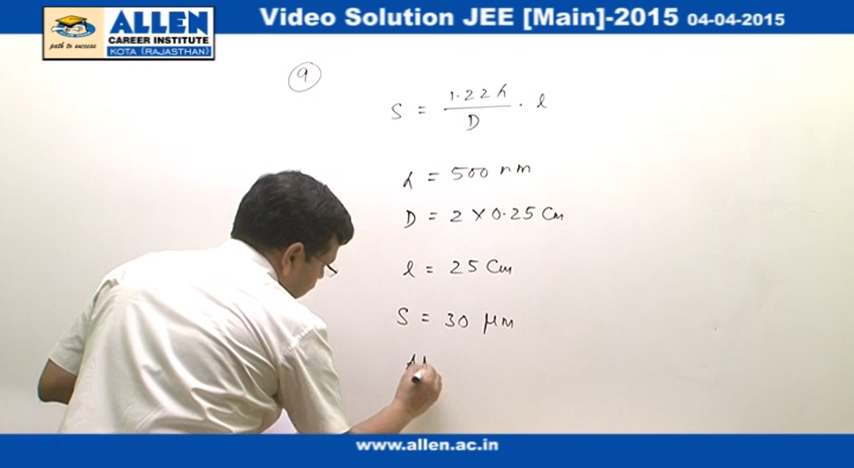 Video Solution JEE [Main]-2015 04-04-2015
path to success
ALLEN
CAREER INSTITUTE
KOTA (RAJASTHAN)
9
S = 1.22 λ / D . l
λ = 500 nm
D = 2 × 0.25 Cm
l = 25 Cm
S = 30 μm
www.allen.ac.in